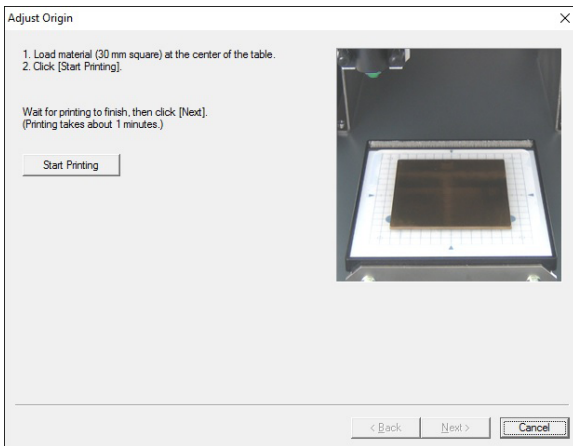 Adjust Origin
1. Load material (30 mm square) at the center of the table.
2. Click [Start Printing].
Wait for printing to finish, then click [Next].
(Printing takes about 1 minutes.)
Start Printing
< Back
Next >
Cancel